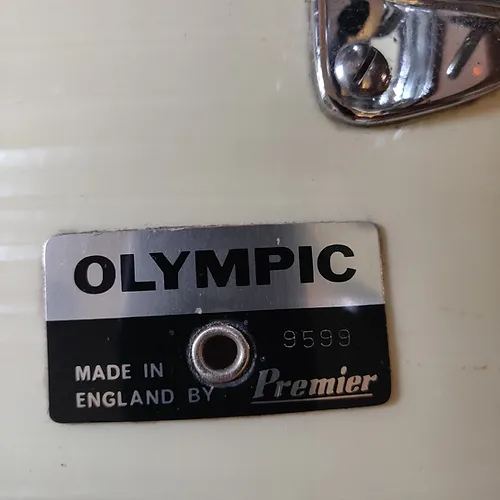 OLYMPIC
9599
MADE IN
ENGLAND BY Premier